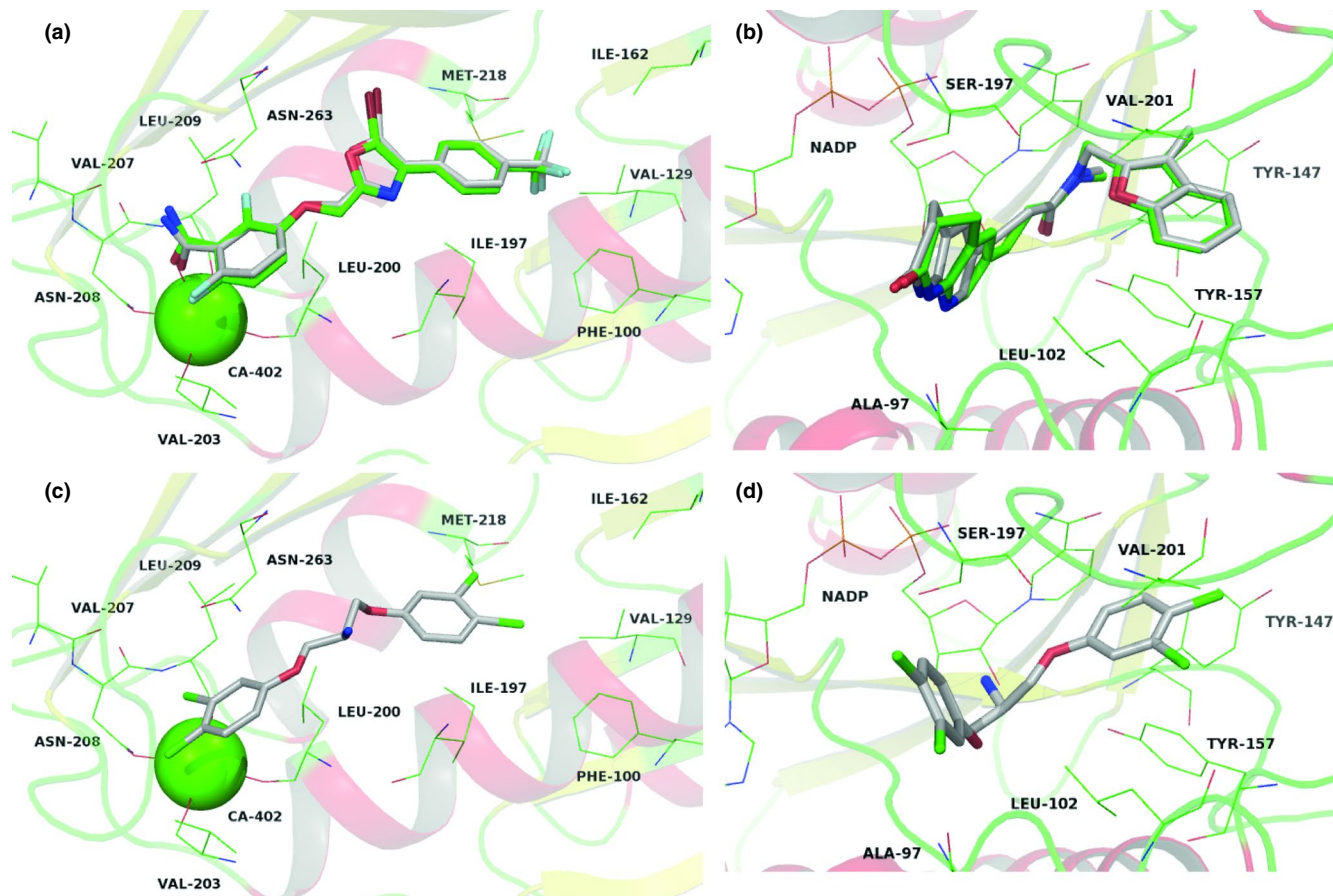 (a)
ILE-162
MET-218
ASN-263
LEU-209
VAL-207
VAL-129
ILE-197
LEU-200
ASN-208
PHE-100
CA-402
VAL-203
(b)
SER-197
VAL-201
NADP
TYR-147
TYR-157
LEU-102
ALA-97
(c)
ILE-162
MET-218
ASN-263
LEU-209
VAL-207
VAL-129
ILE-197
LEU-200
ASN-208
PHE-100
CA-402
VAL-203
(d)
SER-197
VAL-201
NADP
TYR-147
TYR-157
LEU-102
ALA-97